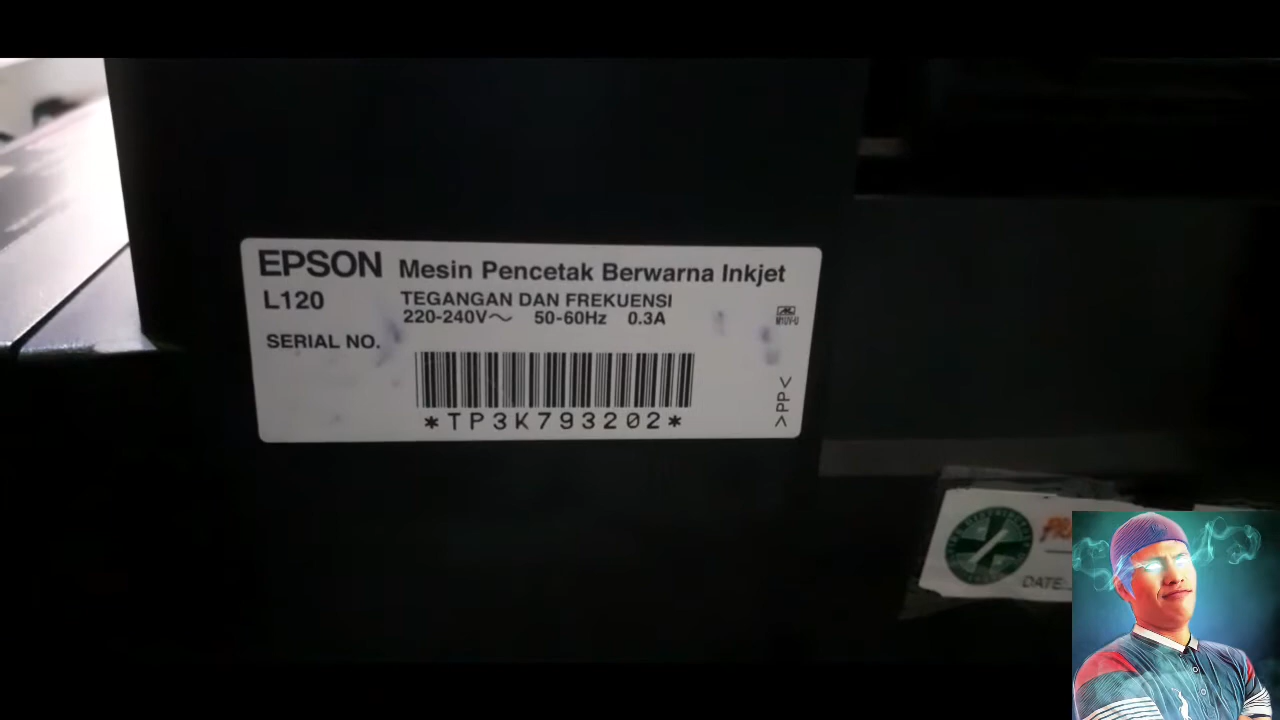 EPSON Mesin Pencetak Berwarna Inkjet
L120 TEGANGAN DAN FREKUENSI
220-240V~ 50-60Hz 0.3A
SERIAL NO.
*TP3K793202*
>PP<
DATE